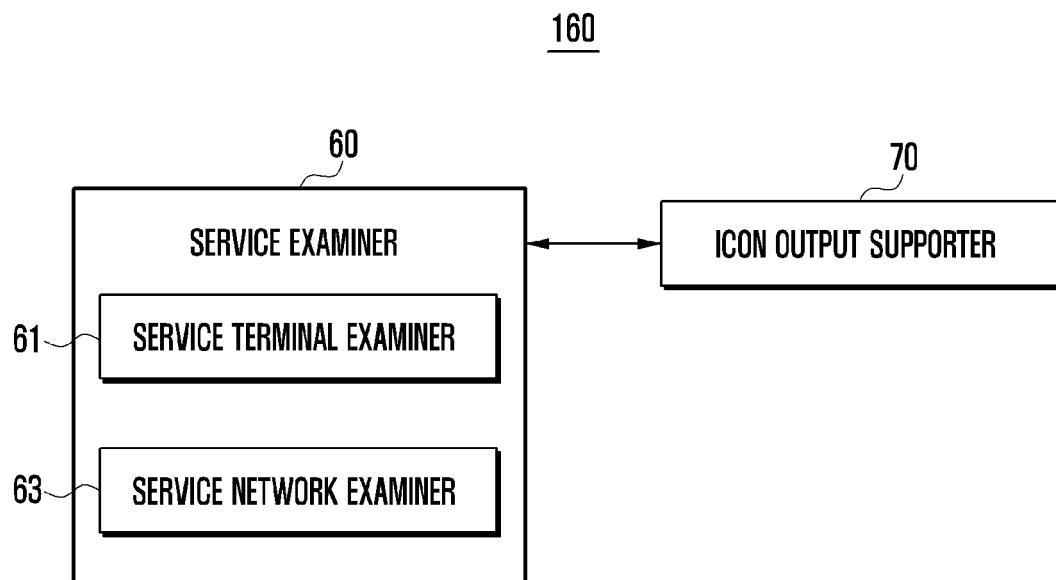 160
60
70
SERVICE EXAMINER
ICON OUTPUT SUPPORTER
61
SERVICE TERMINAL EXAMINER
63
SERVICE NETWORK EXAMINER